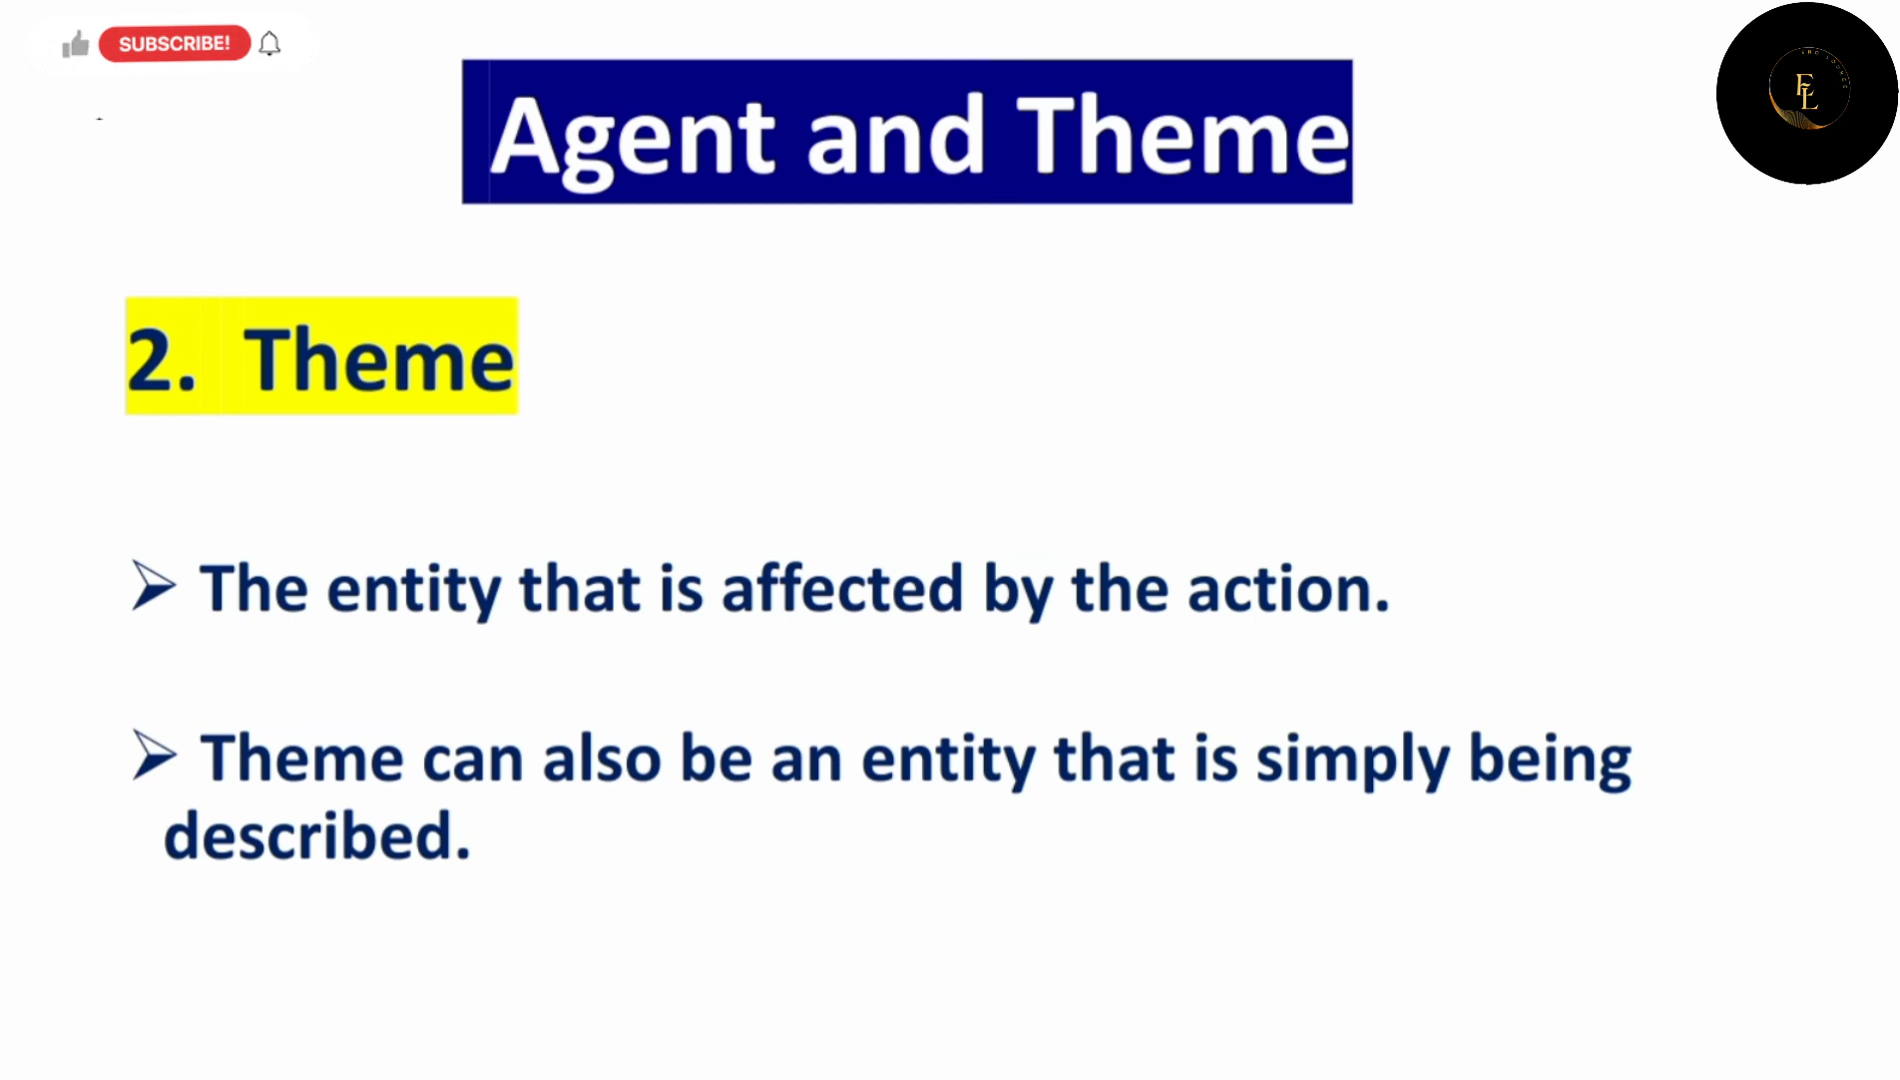 SUBSCRIBE!
Agent and Theme
EL
2. Theme
➢ The entity that is affected by the action.
➢ Theme can also be an entity that is simply being
described.